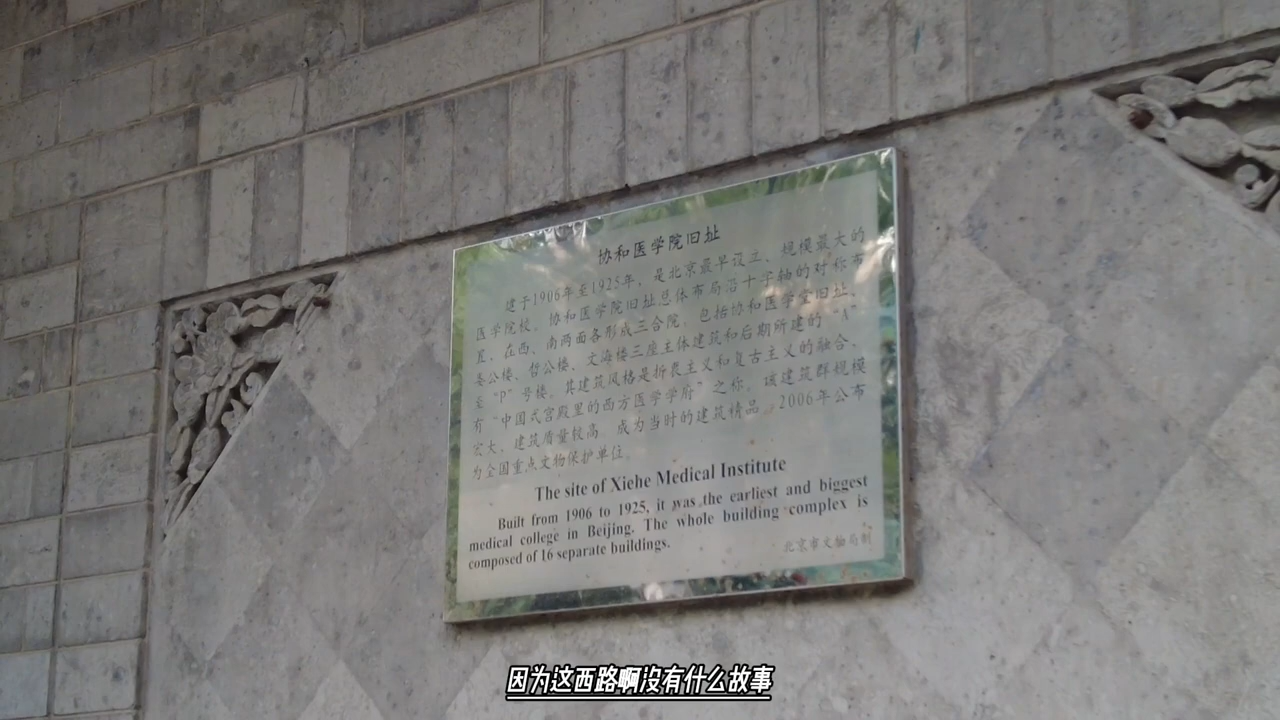 协和医学院旧址
建于1906年至1925年，是北京最早设立、规模最大的
医学院校。协和医学院旧址总体布局沿十字轴的对称布
置，在西、南两面各形成三合院，包括协和医学堂旧址、
娄公楼、哲公楼、文海楼三座主体建筑和后期所建的“A”
至“P”号楼。其建筑风格是折衷主义和复古主义的融合，
有“中国式宫殿里的西方医学学府”之称。该建筑群规模
宏大，建筑质量较高，成为当时的建筑精品。2006年公布
为全国重点文物保护单位。
The site of Xiehe Medical Institute
Built from 1906 to 1925, it was the earliest and biggest
medical college in Beijing. The whole building complex is
composed of 16 separate buildings.
北京市文物局制
因为这西路啊没有什么故事